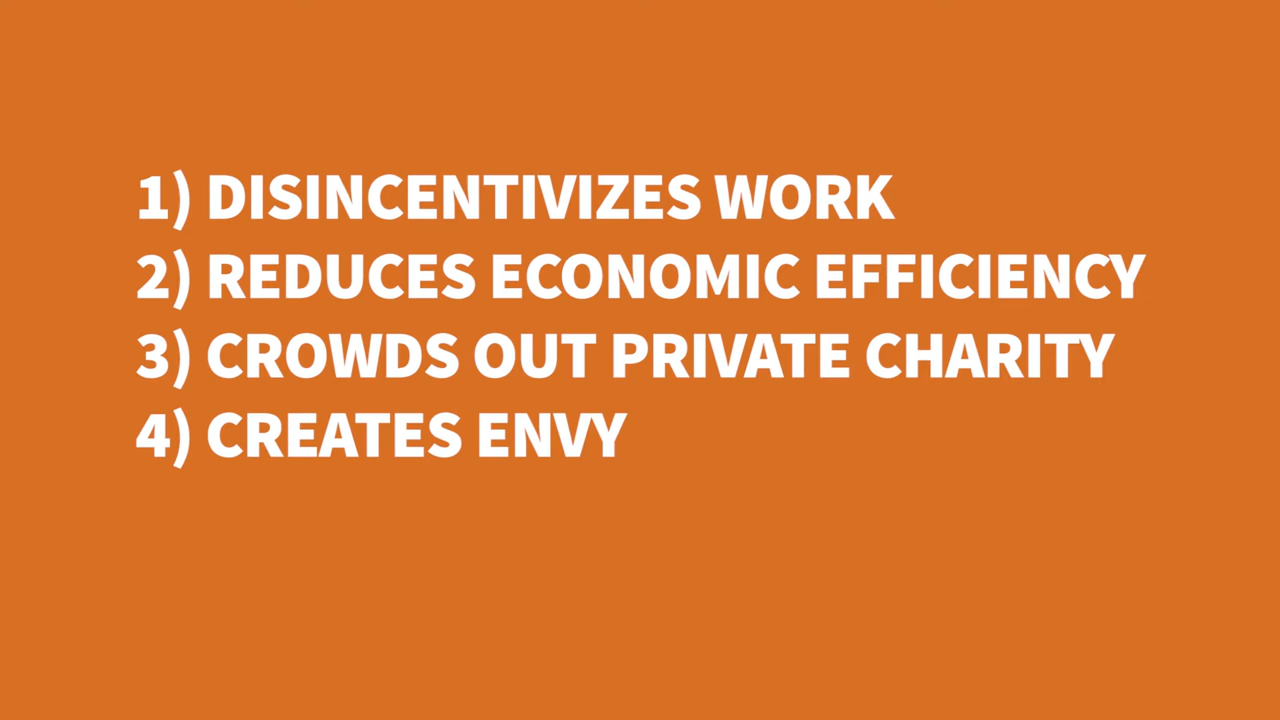 1) DISINCENTIVIZES WORK
2) REDUCES ECONOMIC EFFICIENCY
3) CROWDS OUT PRIVATE CHARITY
4) CREATES ENVY